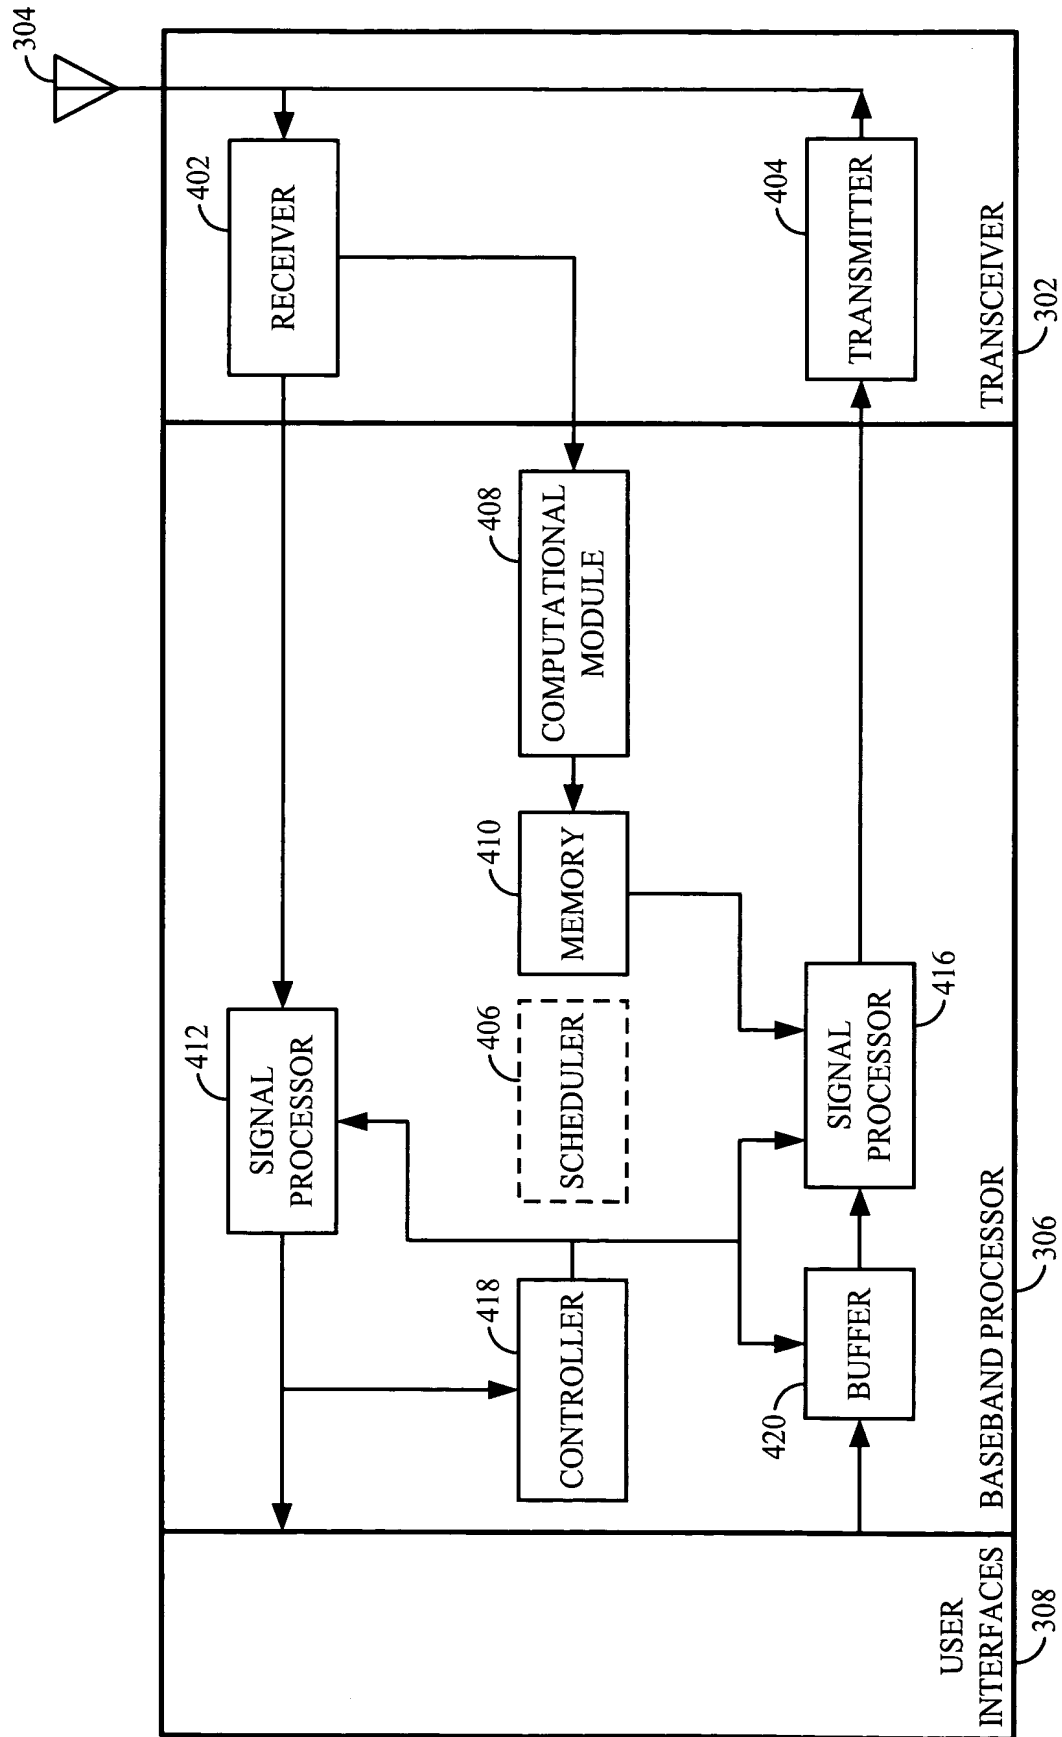 304
402
RECEIVER
404
TRANSMITTER
TRANSCEIVER
302
408
COMPUTATIONAL
MODULE
410
MEMORY
412
SIGNAL
PROCESSOR
406
SCHEDULER
SIGNAL
PROCESSOR
416
418
CONTROLLER
420
BUFFER
BASEBAND PROCESSOR
306
USER
INTERFACES
308